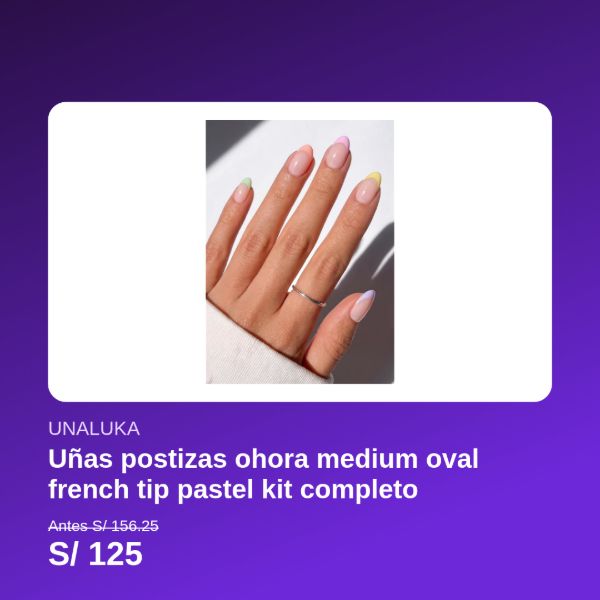 UNALUKA
Uñas postizas ohora medium oval
french tip pastel kit completo
Antes S/ 156.25
S/ 125